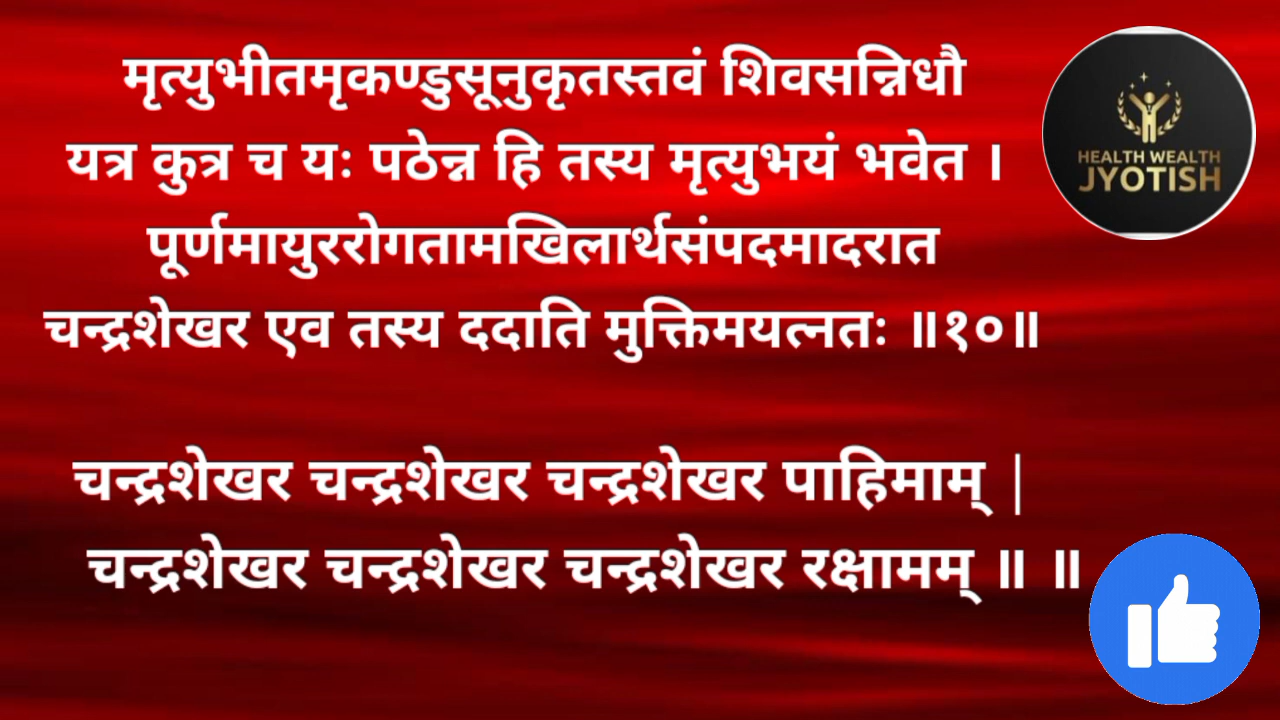 मृत्युभीतमृकण्डुसूनुकृतस्तवं शिवसन्निधौ
यत्र कुत्र च यः पठेन्न हि तस्य मृत्युभयं भवेत ।
पूर्णमायुररोगतामखिलार्थसंपदमादरात
चन्द्रशेखर एव तस्य ददाति मुक्तिमयत्नतः ॥१०॥
चन्द्रशेखर चन्द्रशेखर चन्द्रशेखर पाहिमाम् |
चन्द्रशेखर चन्द्रशेखर चन्द्रशेखर रक्षामम् ॥ ॥
HEALTH WEALTH
JYOTISH